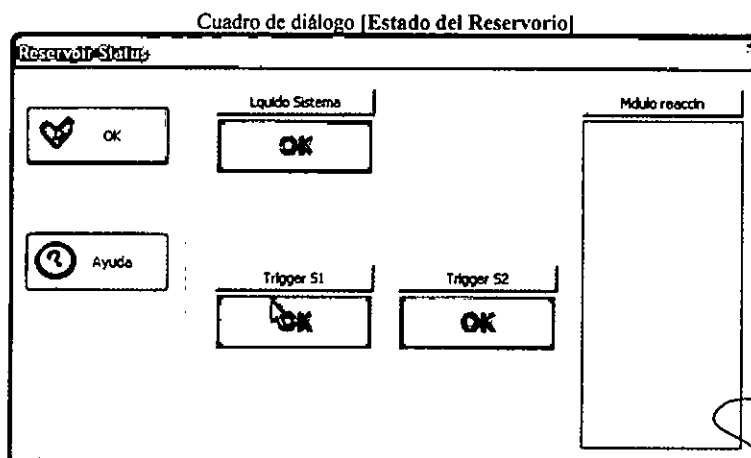 Cuadro de diálogo [Estado del Reservorio]
Reservoir Status
OK
Lquido Sistema
OK
Mdulo reaccin
Ayuda
Trigger S1
OK
Trigger S2
OK